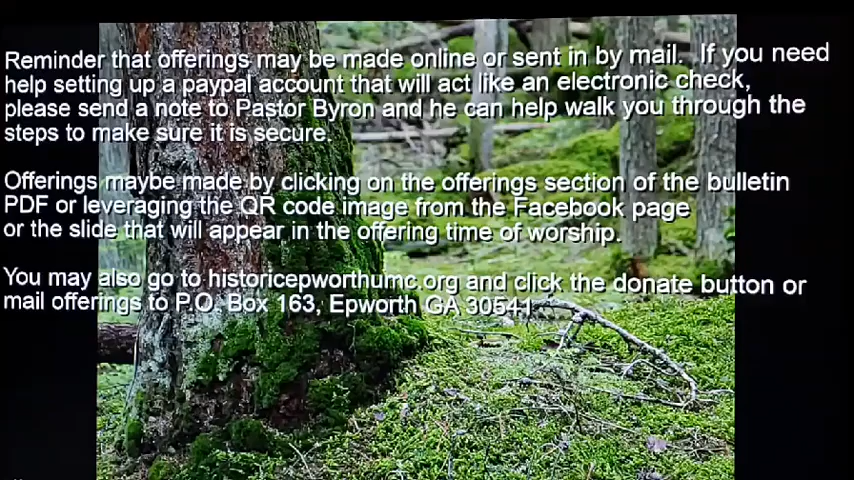 Reminder that offerings may be made online or sent in by mail. If you need
help setting up a paypal account that will act like an electronic check,
please send a note to Pastor Byron and he can help walk you through the
steps to make sure it is secure.
Offerings maybe made by clicking on the offerings section of the bulletin
PDF or leveraging the QR code image from the Facebook page
or the slide that will appear in the offering time of worship.
You may also go to historicepworthumc.org and click the donate button or
mail offerings to P.O. Box 163, Epworth GA 30541